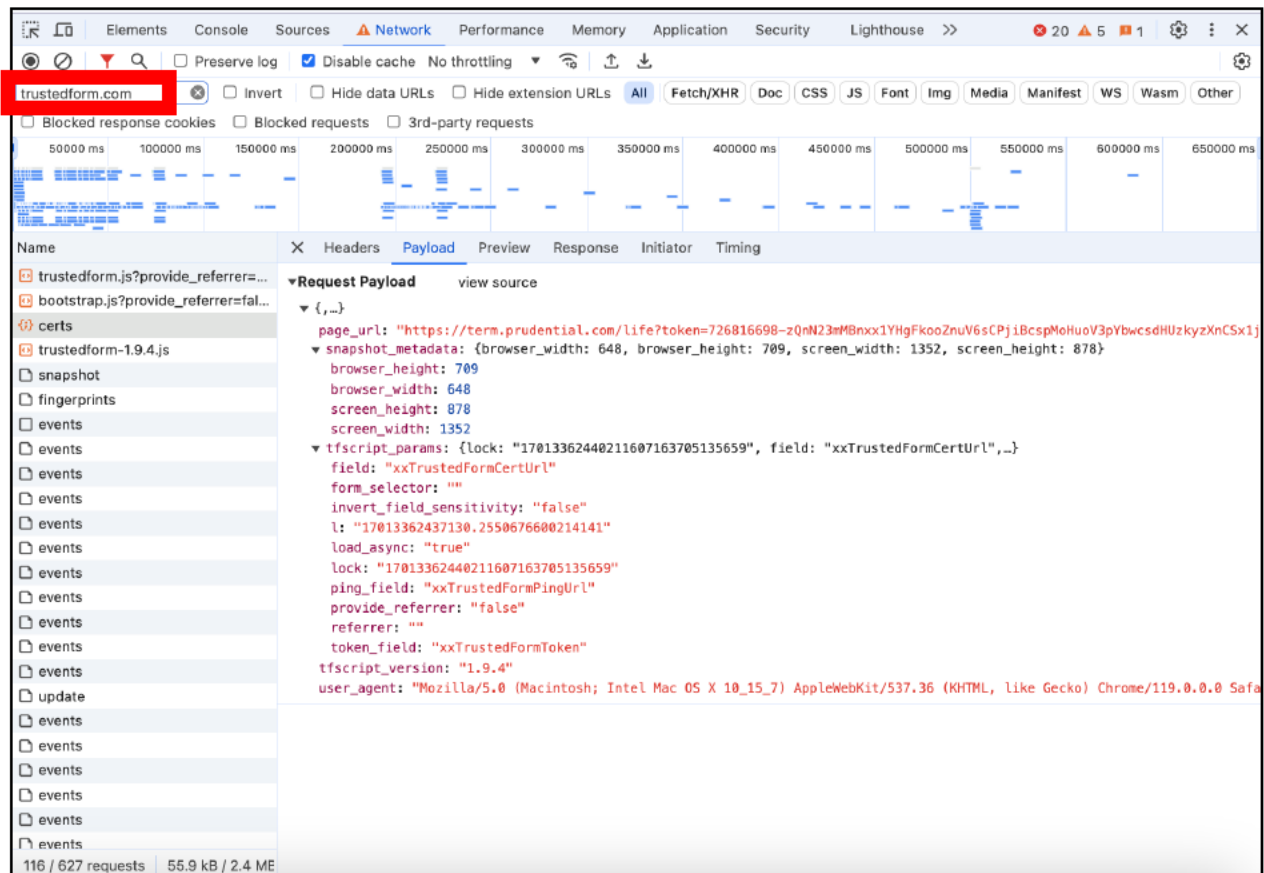 Elements Console Sources Network Performance Memory Application Security Lighthouse 20 5 1
Preserve log Disable cache No throttling
trustedform.com Invert Hide data URLs Hide extension URLs All Fetch/XHR Doc CSS JS Font Img Media Manifest WS Wasm Other
Blocked response cookies Blocked requests 3rd-party requests
50000 ms 100000 ms 150000 ms 200000 ms 250000 ms 300000 ms 350000 ms 400000 ms 450000 ms 500000 ms 550000 ms 600000 ms 650000 ms
Name
trustedform.js?provide_referrer=...
bootstrap.js?provide_referrer=fal...
certs
trustedform-1.9.4.js
snapshot
fingerprints
events
events
events
events
events
events
events
events
events
events
events
update
events
events
events
events
events
events
116 / 627 requests 55.9 kB / 2.4 ME
Headers Payload Preview Response Initiator Timing
Request Payload view source
{,…}
page_url: "https://term.prudential.com/life?token=726816698-zQnN23mMBnxx1YHgFkooZnuV6sCPjiBcspMoHuoV3pYbwcsdHUzkyzXnCSx1j
snapshot_metadata: {browser_width: 648, browser_height: 709, screen_width: 1352, screen_height: 878}
browser_height: 709
browser_width: 648
screen_height: 878
screen_width: 1352
tfscript_params: {lock: "17013362440211607163705135659", field: "xxTrustedFormCertUrl",…}
field: "xxTrustedFormCertUrl"
form_selector: ""
invert_field_sensitivity: "false"
l: "17013362437130.2550676600214141"
load_async: "true"
lock: "17013362440211607163705135659"
ping_field: "xxTrustedFormPingUrl"
provide_referrer: "false"
referrer: ""
token_field: "xxTrustedFormToken"
tfscript_version: "1.9.4"
user_agent: "Mozilla/5.0 (Macintosh; Intel Mac OS X 10_15_7) AppleWebKit/537.36 (KHTML, like Gecko) Chrome/119.0.0.0 Safa